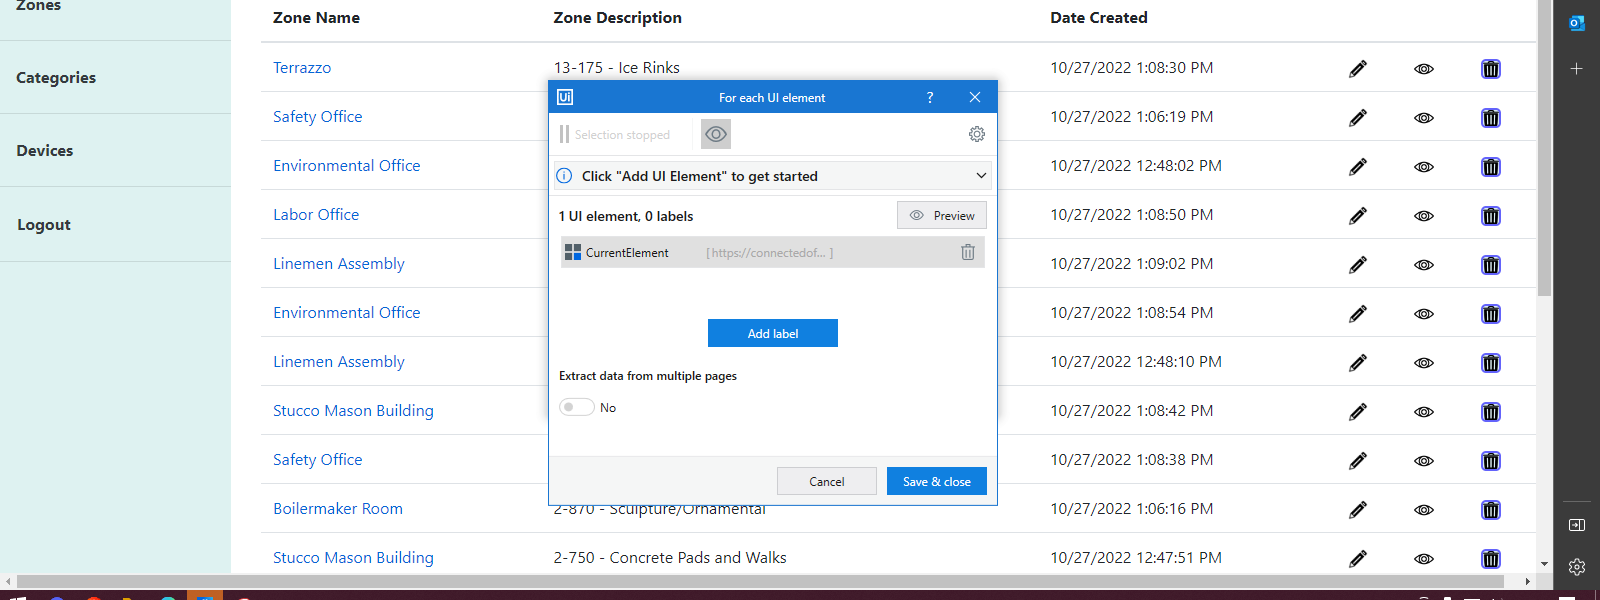 Zones
Categories
Devices
Logout
Zone Name Zone Description Date Created
Terrazzo 13-175 - Ice Rinks 10/27/2022 1:08:30 PM
Safety Office 10/27/2022 1:06:19 PM
Environmental Office 10/27/2022 12:48:02 PM
Labor Office 10/27/2022 1:08:50 PM
Linemen Assembly 10/27/2022 1:09:02 PM
Environmental Office 10/27/2022 1:08:54 PM
Linemen Assembly 10/27/2022 12:48:10 PM
Stucco Mason Building 10/27/2022 1:08:42 PM
Safety Office 10/27/2022 1:08:38 PM
Boilermaker Room 2-870 - Sculpture/Ornamental 10/27/2022 1:06:16 PM
Stucco Mason Building 2-750 - Concrete Pads and Walks 10/27/2022 12:47:51 PM
Ui For each UI element ?
Selection stopped
Click "Add UI Element" to get started
1 UI element, 0 labels Preview
CurrentElement [ https://connectedof... ]
Add label
Extract data from multiple pages
No
Cancel Save & close